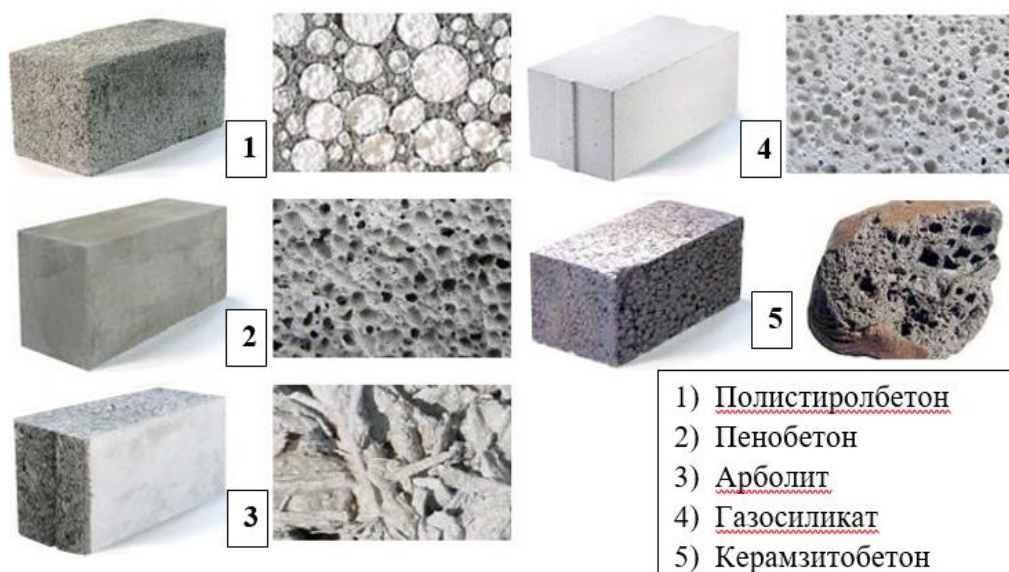 1
4
2
5
3
1) Полистиролбетон
2) Пенобетон
3) Арболит
4) Газосиликат
5) Керамзитобетон